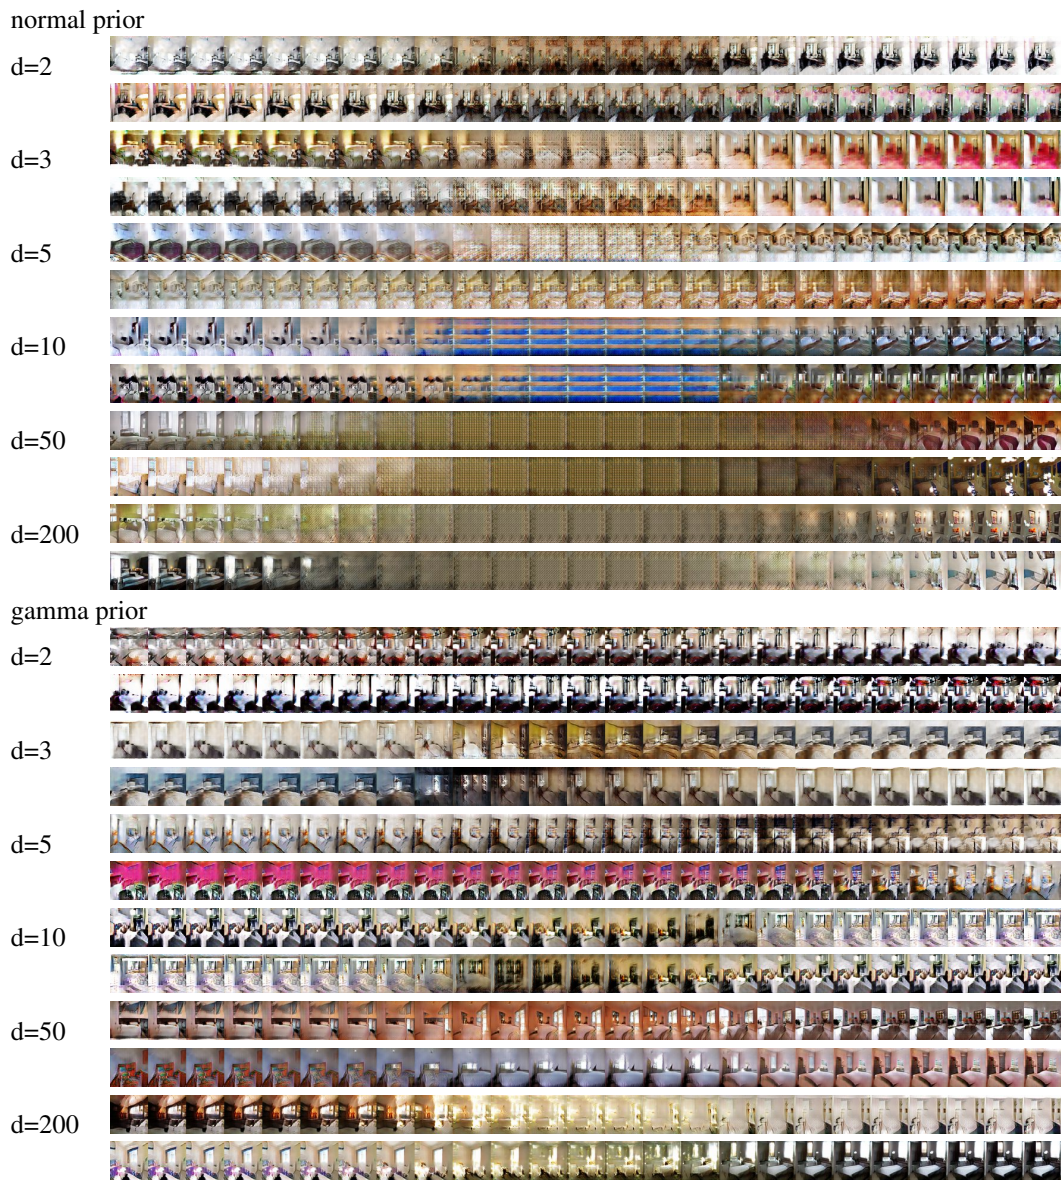 normal prior
d=2
d=3
d=5
d=10
d=50
d=200
gamma prior
d=2
d=3
d=5
d=10
d=50
d=200